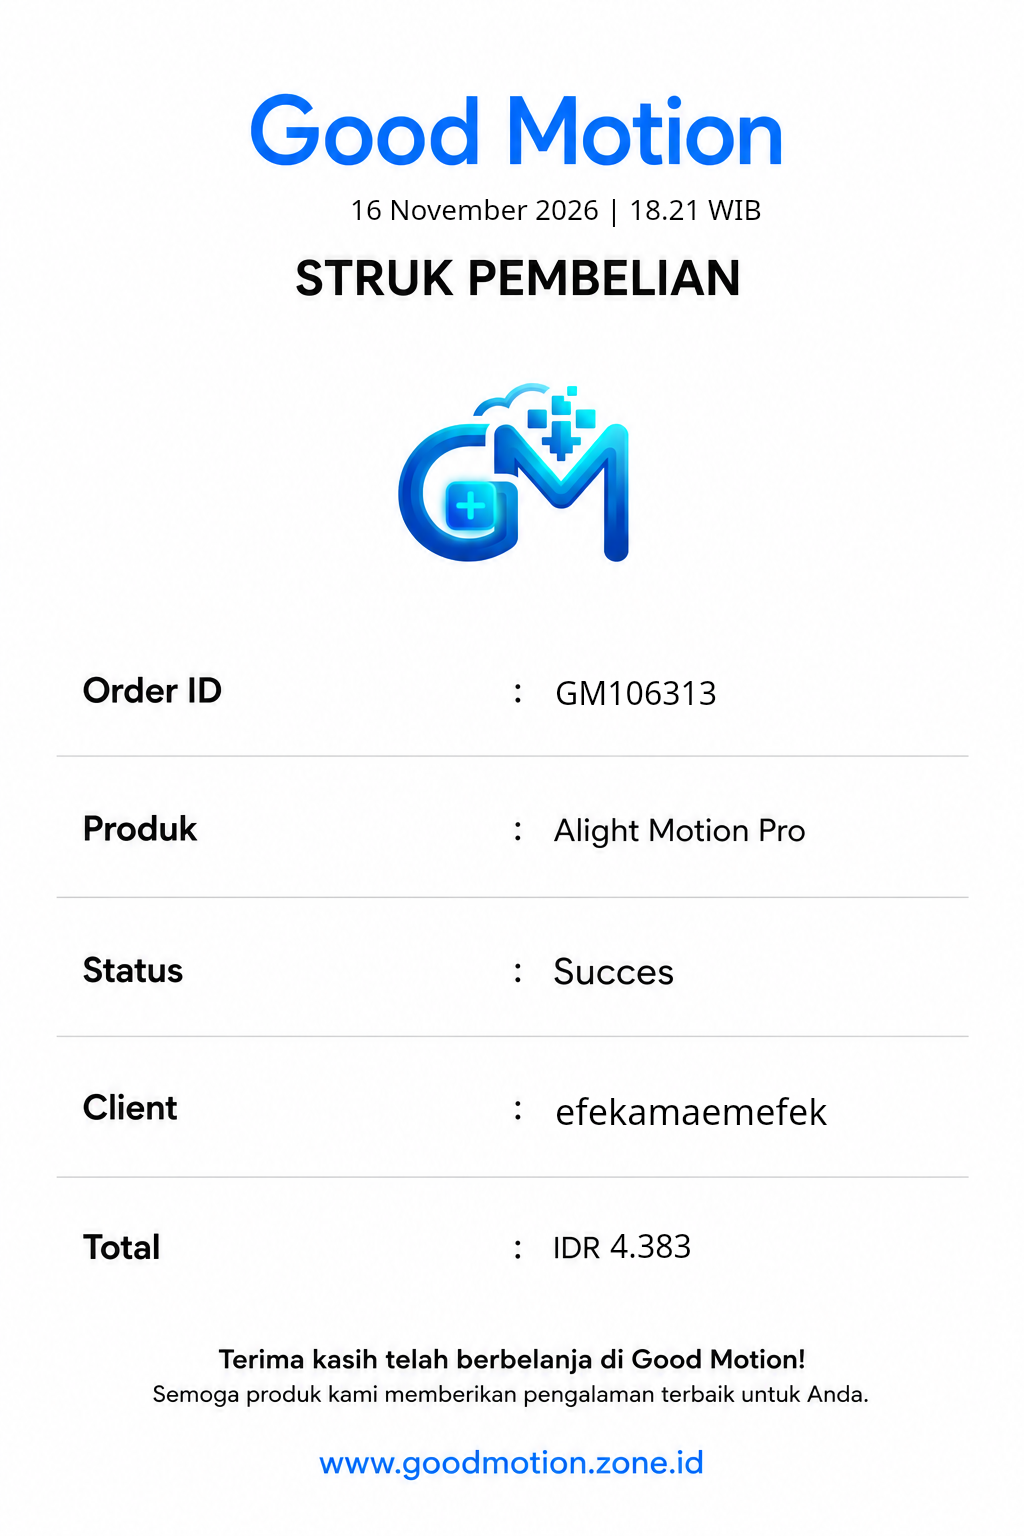 Good Motion
16 November 2026 | 18.21 WIB
STRUK PEMBELIAN
GM
Order ID : GM106313
Produk : Alight Motion Pro
Status : Succes
Client : efekamaemefek
Total : IDR 4.383
Terima kasih telah berbelanja di Good Motion!
Semoga produk kami memberikan pengalaman terbaik untuk Anda.
www.goodmotion.zone.id